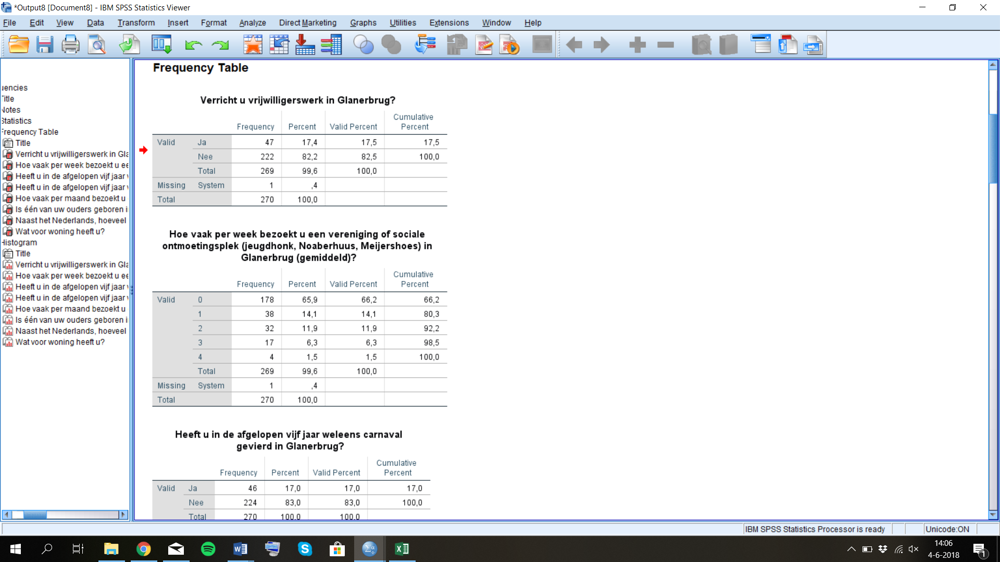 *Output8 [Document8] - IBM SPSS Statistics Viewer
File Edit View Data Transform Insert Format Analyze Direct Marketing Graphs Utilities Extensions Window Help
Frequency Table
Verricht u vrijwilligerswerk in Glanerbrug?
Frequency Percent Valid Percent Cumulative Percent
Valid Ja 47 17,4 17,5 17,5
Nee 222 82,2 82,5 100,0
Total 269 99,6 100,0
Missing System 1 ,4
Total 270 100,0
Hoe vaak per week bezoekt u een vereniging of sociale
ontmoetingsplek (jeugdhonk, Noaberhuus, Meijershoes) in
Glanerbrug (gemiddeld)?
Frequency Percent Valid Percent Cumulative Percent
Valid 0 178 65,9 66,2 66,2
1 38 14,1 14,1 80,3
2 32 11,9 11,9 92,2
3 17 6,3 6,3 98,5
4 4 1,5 1,5 100,0
Total 269 99,6 100,0
Missing System 1 ,4
Total 270 100,0
Heeft u in de afgelopen vijf jaar weleens carnaval
gevierd in Glanerbrug?
Frequency Percent Valid Percent Cumulative Percent
Valid Ja 46 17,0 17,0 17,0
Nee 224 83,0 83,0 100,0
Total 270 100,0 100,0
uencies
Title
Notes
Statistics
Frequency Table
Title
Verricht u vrijwilligerswerk in Gla
Hoe vaak per week bezoekt u ee
Heeft u in de afgelopen vijf jaar v
Heeft u in de afgelopen vijf jaar v
Hoe vaak per maand bezoekt u
Is één van uw ouders geboren i
Naast het Nederlands, hoeveel
Wat voor woning heeft u?
Histogram
Title
Verricht u vrijwilligerswerk in Gla
Hoe vaak per week bezoekt u ee
Heeft u in de afgelopen vijf jaar v
Heeft u in de afgelopen vijf jaar v
Hoe vaak per maand bezoekt u
Is één van uw ouders geboren i
Naast het Nederlands, hoeveel
Wat voor woning heeft u?
IBM SPSS Statistics Processor is ready Unicode:ON
14:06
4-6-2018
1